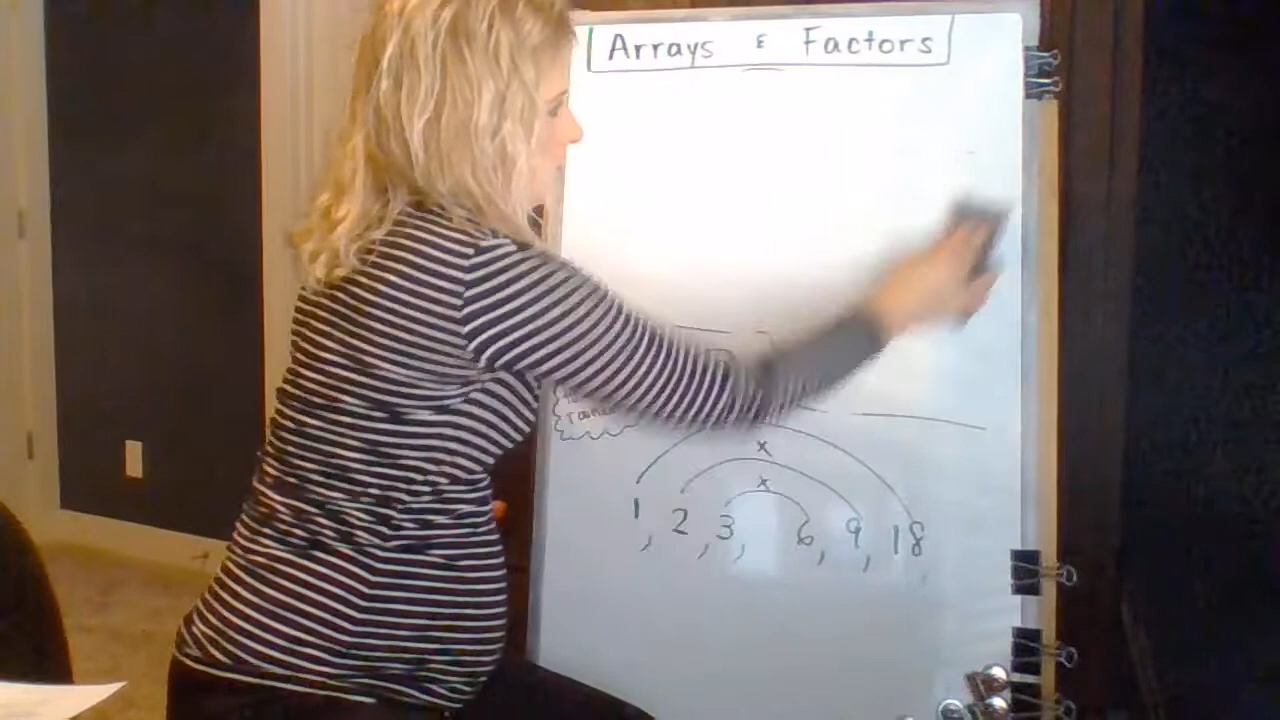 Arrays & Factors
x
x
1, 2, 3, 6, 9, 18